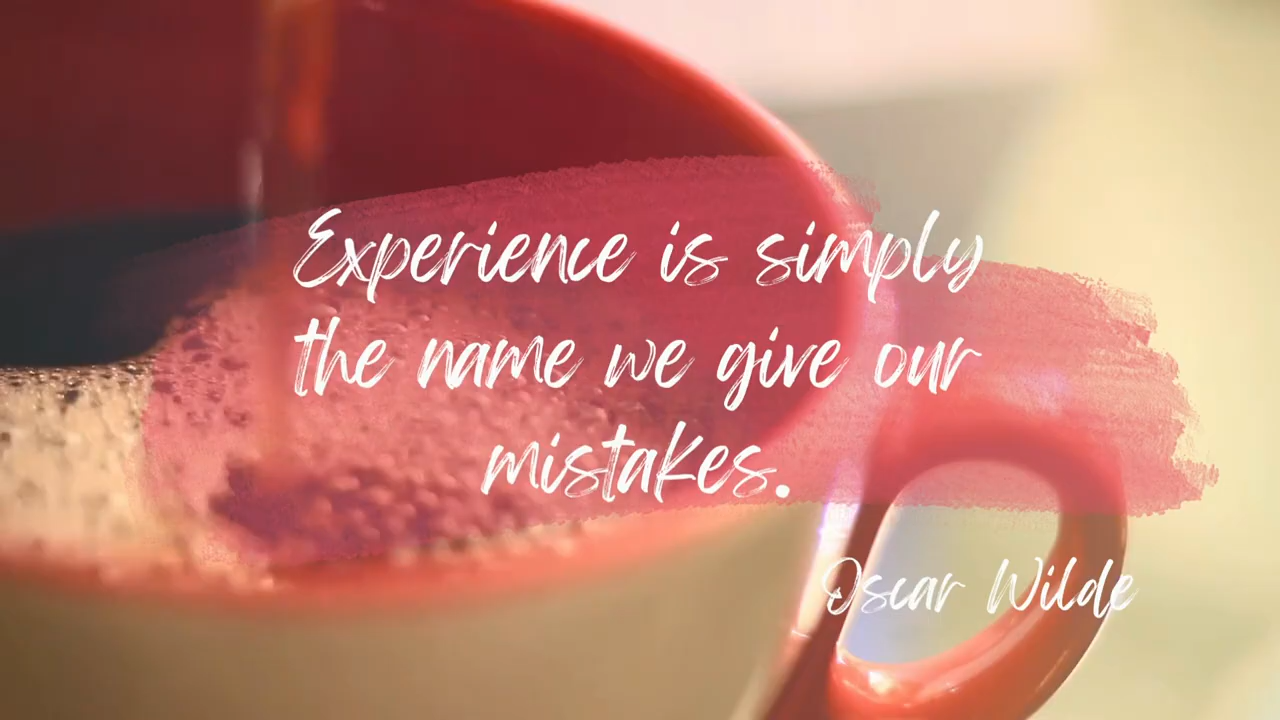 Experience is simply
the name we give our
mistakes.
Oscar Wilde